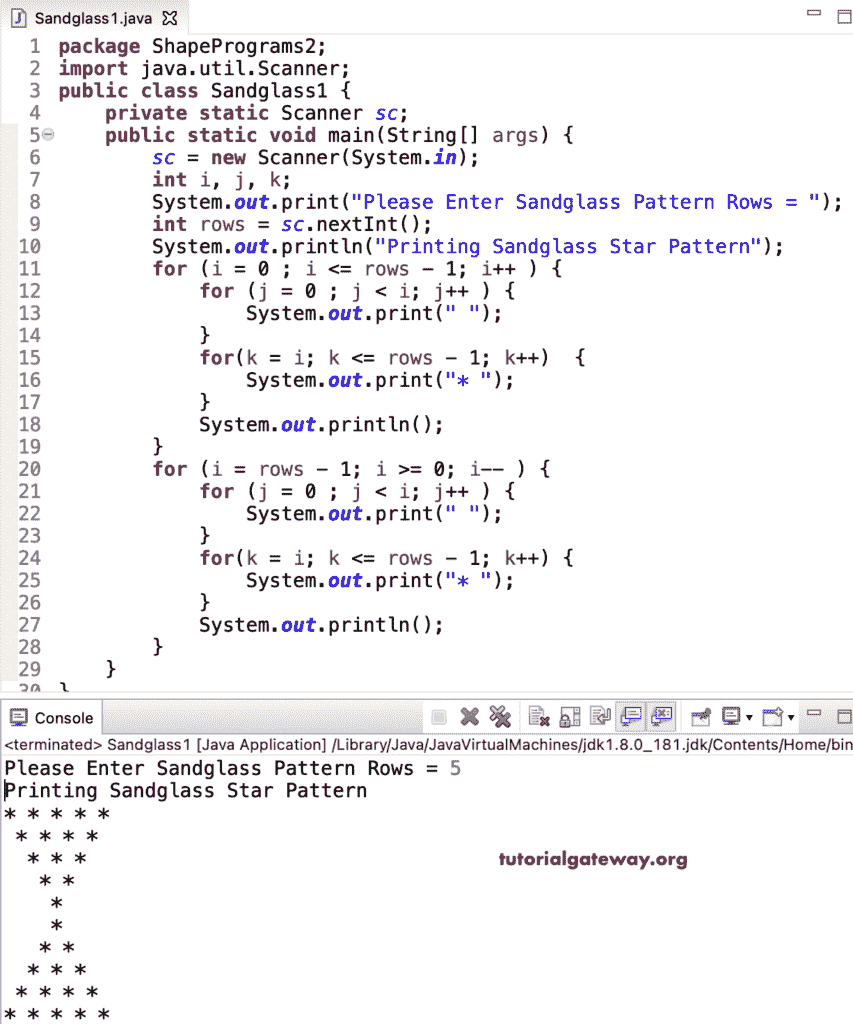 Sandglass1.java
1 package ShapePrograms2;
2 import java.util.Scanner;
3 public class Sandglass1 {
4     private static Scanner sc;
5     public static void main(String[] args) {
6         sc = new Scanner(System.in);
7         int i, j, k;
8         System.out.print("Please Enter Sandglass Pattern Rows = ");
9         int rows = sc.nextInt();
10         System.out.println("Printing Sandglass Star Pattern");
11         for (i = 0 ; i <= rows - 1; i++ ) {
12             for (j = 0 ; j < i; j++ ) {
13                 System.out.print(" ");
14             }
15             for(k = i; k <= rows - 1; k++)  {
16                 System.out.print("* ");
17             }
18             System.out.println();
19         }
20         for (i = rows - 1; i >= 0; i-- ) {
21             for (j = 0 ; j < i; j++ ) {
22                 System.out.print(" ");
23             }
24             for(k = i; k <= rows - 1; k++) {
25                 System.out.print("* ");
26             }
27             System.out.println();
28         }
29     }
30 }
Console
<terminated> Sandglass1 [Java Application] /Library/Java/JavaVirtualMachines/jdk1.8.0_181.jdk/Contents/Home/bin
Please Enter Sandglass Pattern Rows = 5
Printing Sandglass Star Pattern
* * * * *
 * * * *
  * * *
tutorialgateway.org
   * *
    *
    *
   * *
  * * *
 * * * *
* * * * *